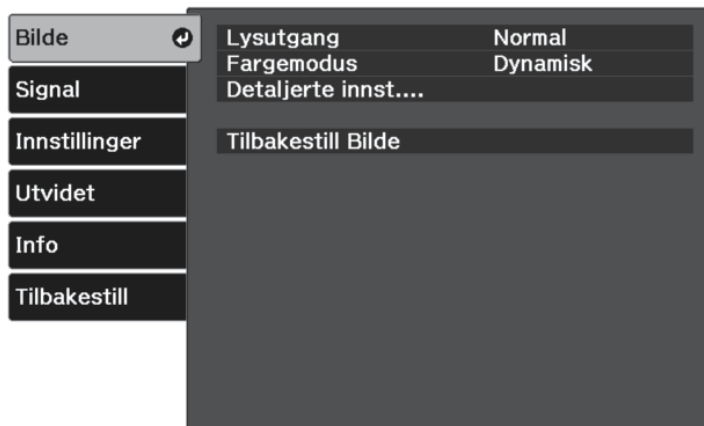 Bilde
Signal
Innstillinger
Utvidet
Info
Tilbakestill
Lysutgang Normal
Fargemodus Dynamisk
Detaljerte innst....
Tilbakestill Bilde